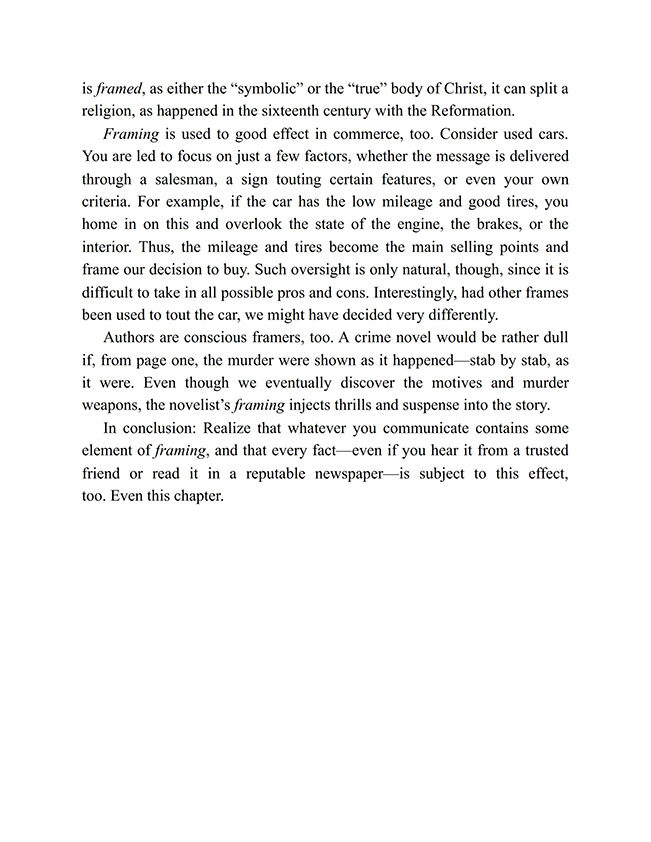 is framed, as either the “symbolic” or the “true” body of Christ, it can split a
religion, as happened in the sixteenth century with the Reformation.
Framing is used to good effect in commerce, too. Consider used cars.
You are led to focus on just a few factors, whether the message is delivered
through a salesman, a sign touting certain features, or even your own
criteria. For example, if the car has the low mileage and good tires, you
home in on this and overlook the state of the engine, the brakes, or the
interior. Thus, the mileage and tires become the main selling points and
frame our decision to buy. Such oversight is only natural, though, since it is
difficult to take in all possible pros and cons. Interestingly, had other frames
been used to tout the car, we might have decided very differently.
Authors are conscious framers, too. A crime novel would be rather dull
if, from page one, the murder were shown as it happened—stab by stab, as
it were. Even though we eventually discover the motives and murder
weapons, the novelist’s framing injects thrills and suspense into the story.
In conclusion: Realize that whatever you communicate contains some
element of framing, and that every fact—even if you hear it from a trusted
friend or read it in a reputable newspaper—is subject to this effect,
too. Even this chapter.